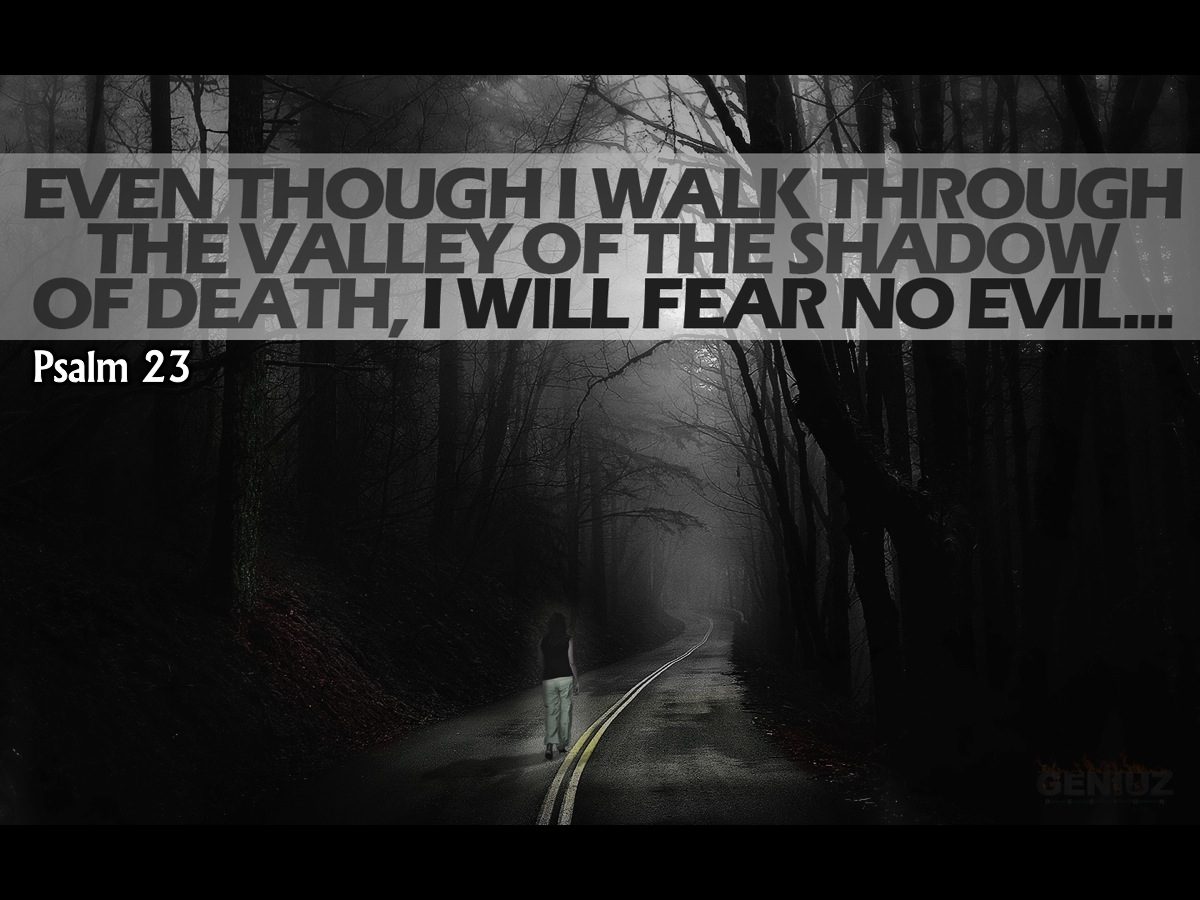 EVEN THOUGH I WALK THROUGH
THE VALLEY OF THE SHADOW
OF DEATH, I WILL FEAR NO EVIL...
Psalm 23
GENIUZ